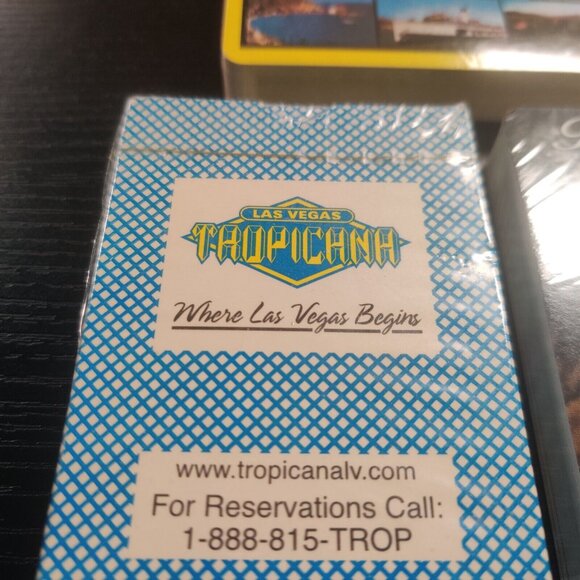 LAS VEGAS
TROPICANA
Where Las Vegas Begins
www.tropicanalv.com
For Reservations Call:
1-888-815-TROP